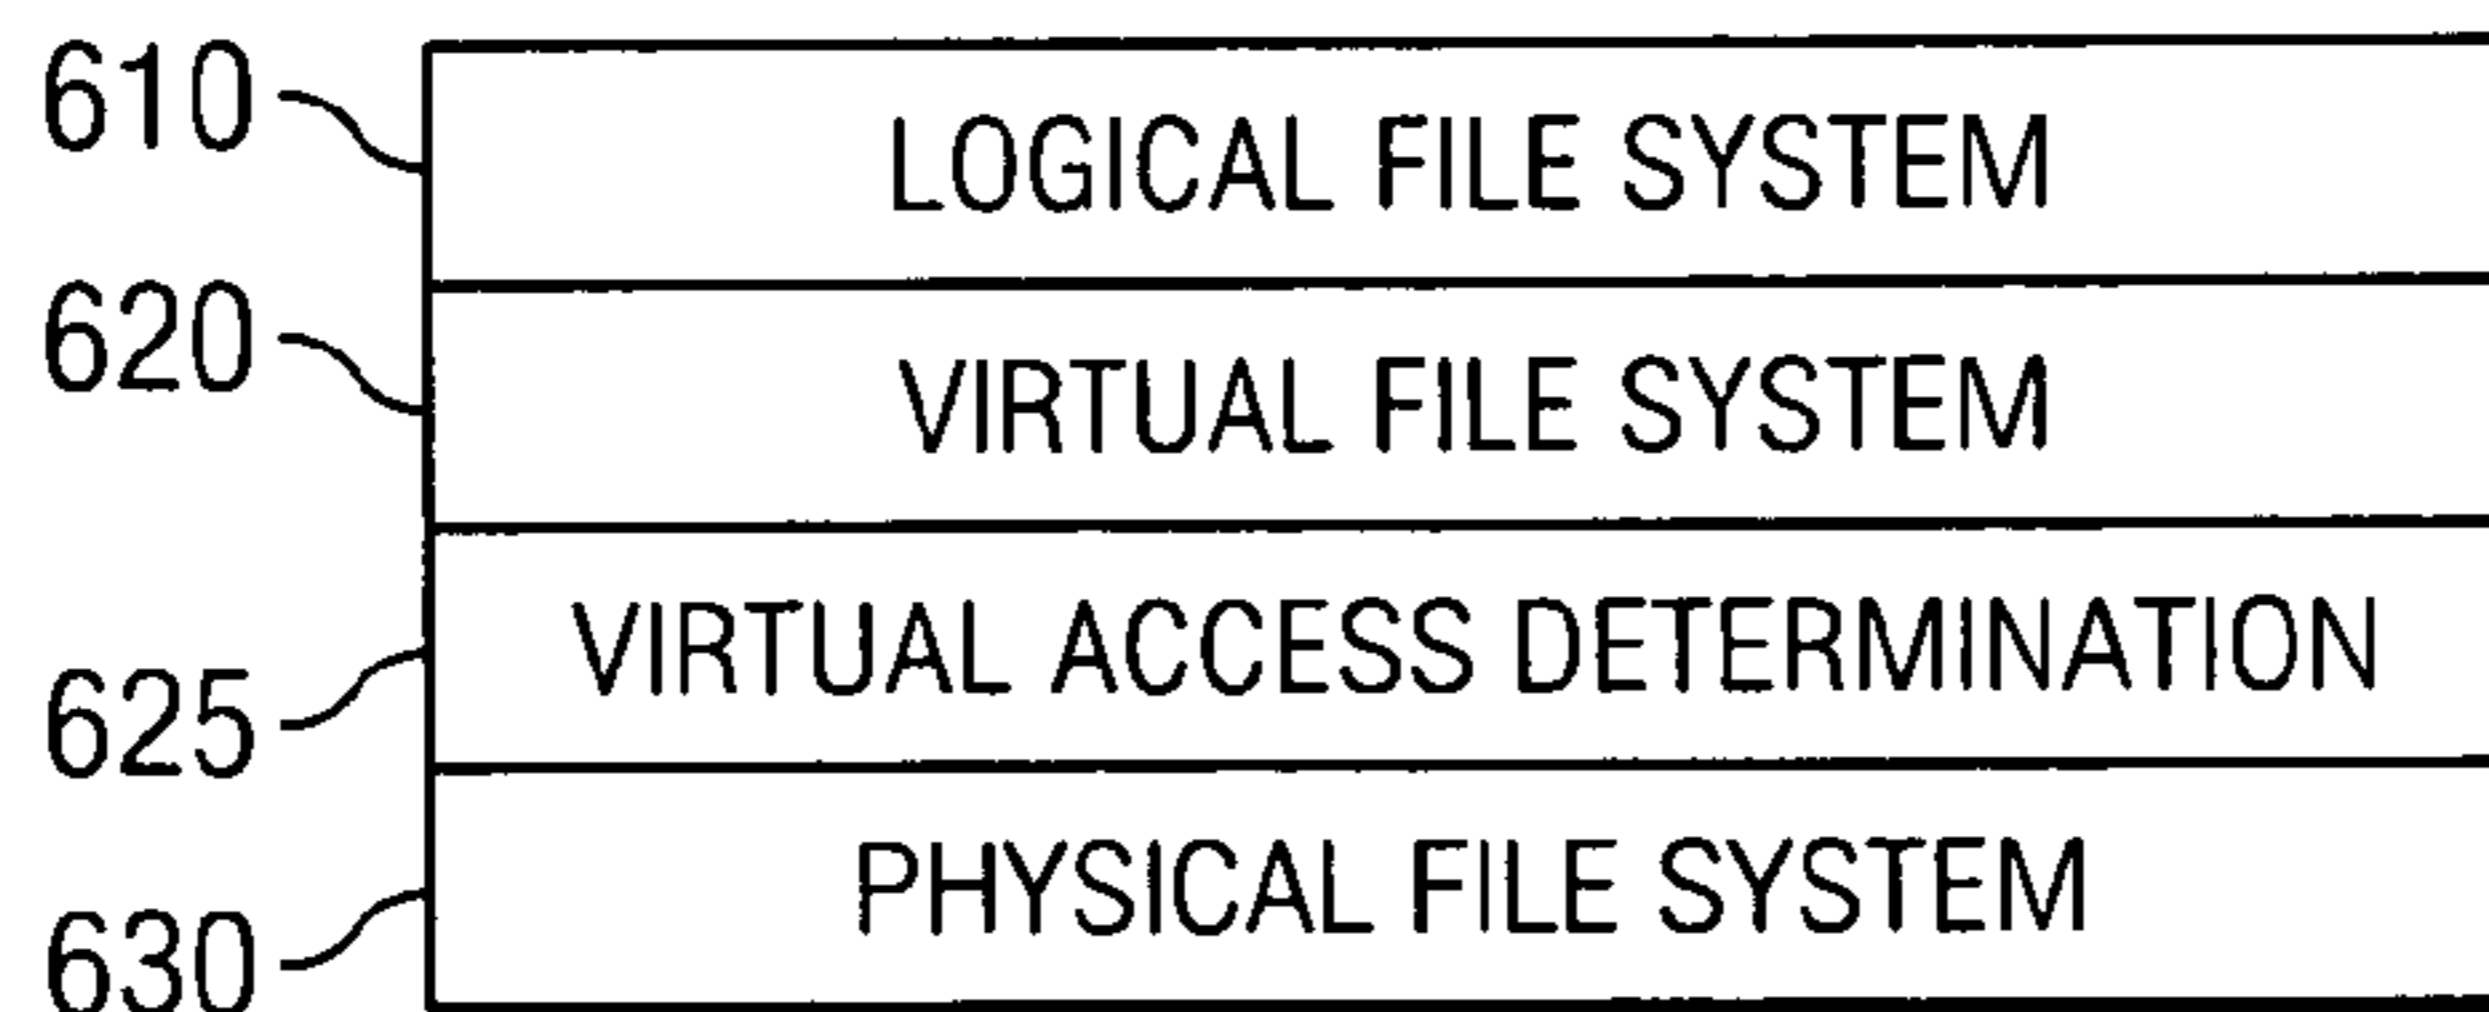 610 LOGICAL FILE SYSTEM
620 VIRTUAL FILE SYSTEM
625 VIRTUAL ACCESS DETERMINATION
630 PHYSICAL FILE SYSTEM